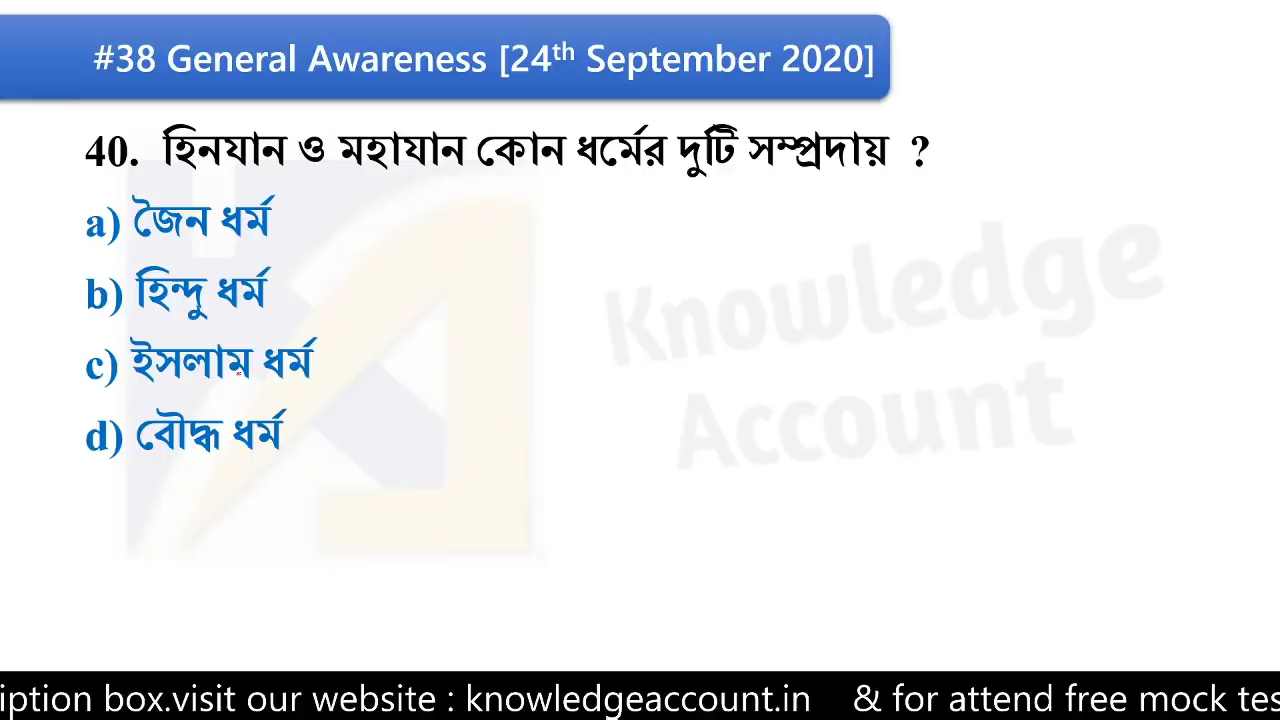 #38 General Awareness [24th September 2020]
40. হিনযান ও মহাযান কোন ধর্মের দুটি সম্প্রদায় ?
a) জৈন ধর্ম
b) হিন্দু ধর্ম
c) ইসলাম ধর্ম
d) বৌদ্ধ ধর্ম
Knowledge
Account
iption box.visit our website : knowledgeaccount.in & for attend free mock tes